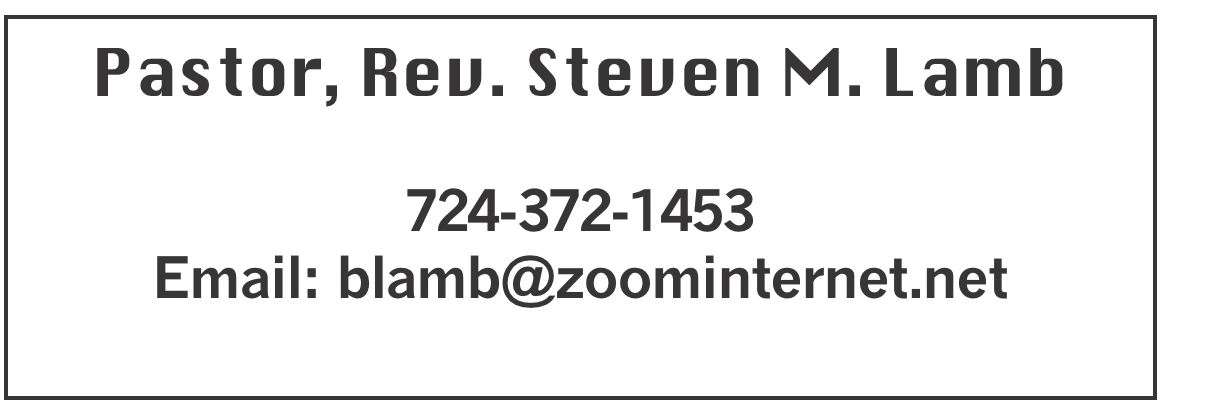 Pastor, Rev. Steven M. Lamb
724-372-1453
Email: blamb@zoominternet.net